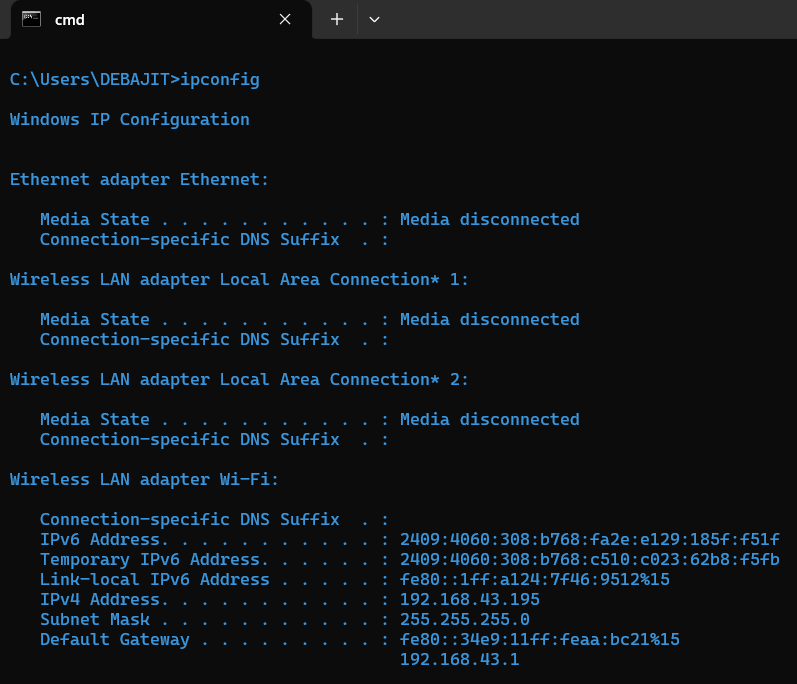 cmd
C:\Users\DEBAJIT>ipconfig
Windows IP Configuration
Ethernet adapter Ethernet:
   Media State . . . . . . . . . . . : Media disconnected
   Connection-specific DNS Suffix  . :
Wireless LAN adapter Local Area Connection* 1:
   Media State . . . . . . . . . . . : Media disconnected
   Connection-specific DNS Suffix  . :
Wireless LAN adapter Local Area Connection* 2:
   Media State . . . . . . . . . . . : Media disconnected
   Connection-specific DNS Suffix  . :
Wireless LAN adapter Wi-Fi:
   Connection-specific DNS Suffix  . :
   IPv6 Address. . . . . . . . . . . : 2409:4060:308:b768:fa2e:e129:185f:f51f
   Temporary IPv6 Address. . . . . . : 2409:4060:308:b768:c510:c023:62b8:f5fb
   Link-local IPv6 Address . . . . . : fe80::1ff:a124:7f46:9512%15
   IPv4 Address. . . . . . . . . . . : 192.168.43.195
   Subnet Mask . . . . . . . . . . . : 255.255.255.0
   Default Gateway . . . . . . . . . : fe80::34e9:11ff:feaa:bc21%15
                                       192.168.43.1